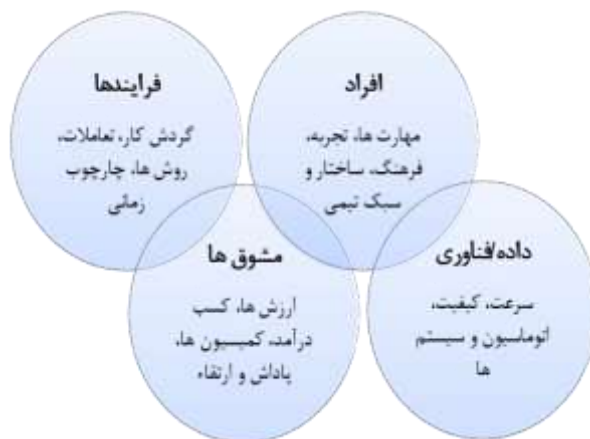 افراد
مهارت ها، تجربه،
فرهنگ، ساختار و
سبک تیمی
فرایندها
گردش کار، تعاملات،
روش ها، چارچوب
زمانی
داده/فناوری
سرعت، کیفیت،
اتوماسیون و سیستم
ها
مشوق ها
ارزش ها، کسب
درآمد، کمیسیون ها،
پاداش و ارتقاء